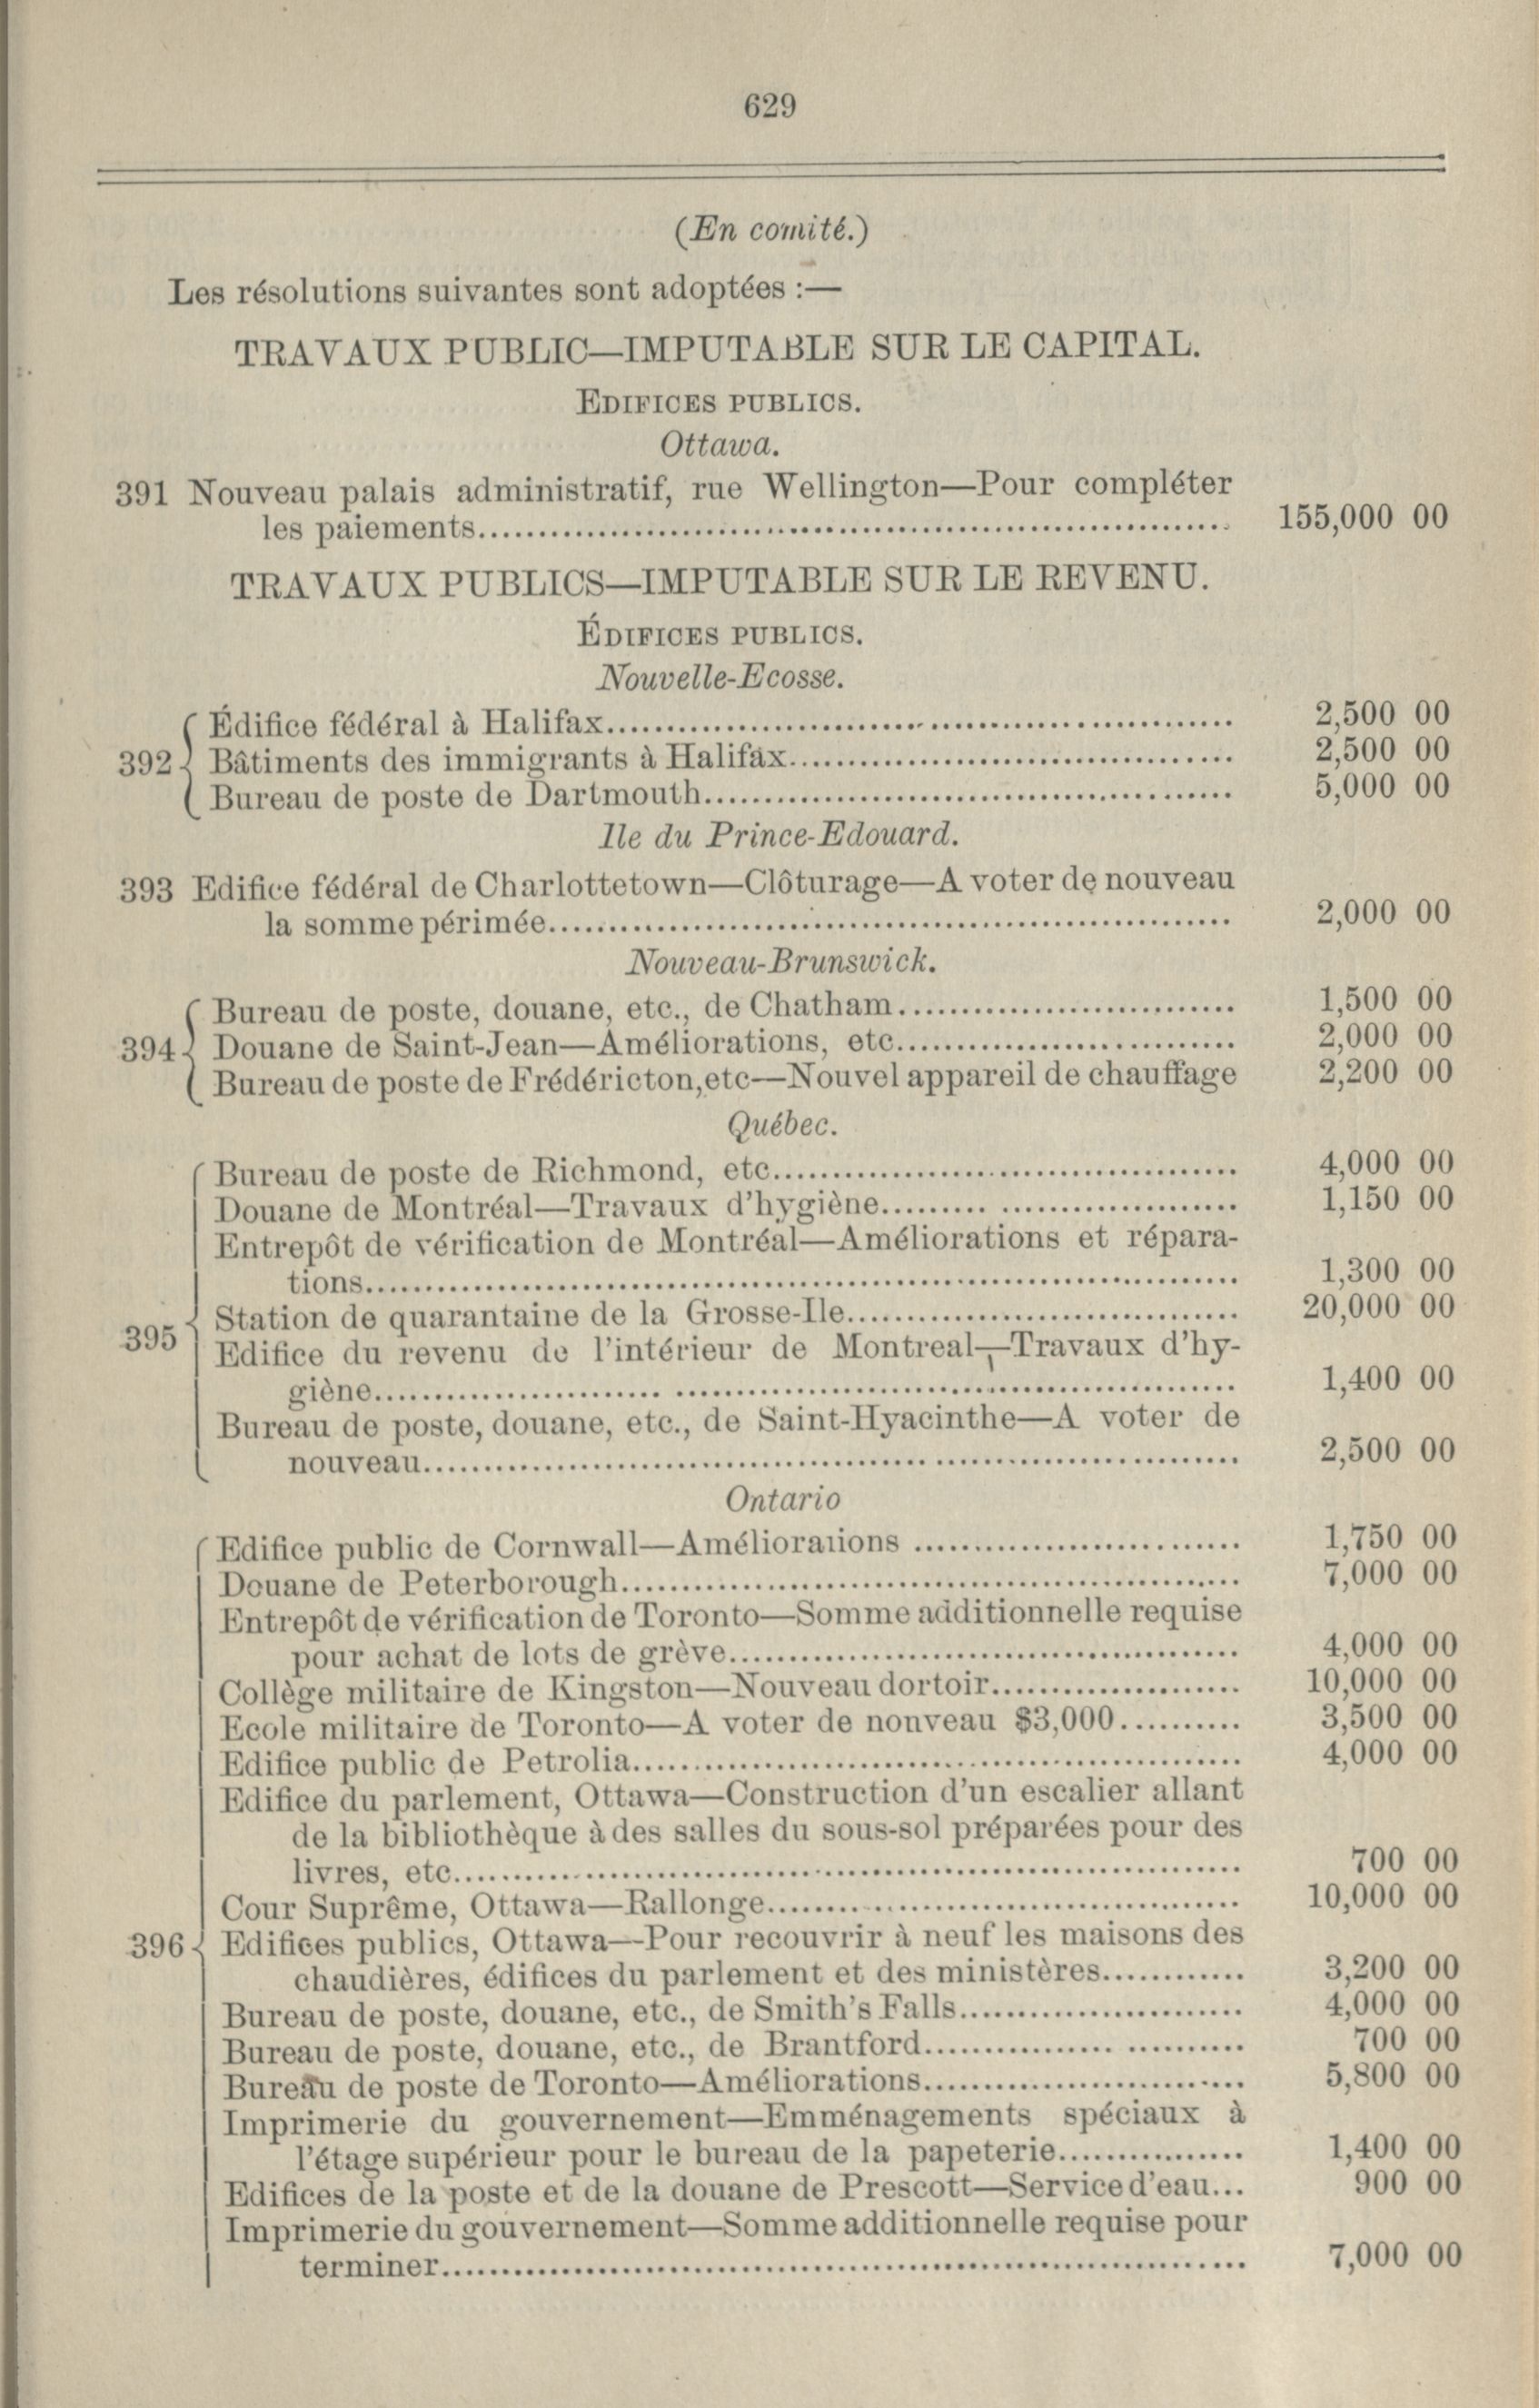 629
(En comité.)
Les résolutions suivantes sont adoptées :—
TRAVAUX PUBLIC—IMPUTABLE SUR LE CAPITAL.
EDIFICES PUBLICS.
Ottawa.
391 Nouveau palais administratif, rue Wellington—Pour compléter
les paiements.......... 155,000 00
TRAVAUX PUBLICS—IMPUTABLE SUR LE REVENU.
ÉDIFICES PUBLICS.
Nouvelle-Ecosse.
Édifice fédéral à Halifax.......... 2,500 00
392 Bâtiments des immigrants à Halifax.......... 2,500 00
Bureau de poste de Dartmouth.......... 5,000 00
Ile du Prince-Edouard.
393 Edifice fédéral de Charlottetown—Clôturage—A voter de nouveau
la somme périmée.......... 2,000 00
Nouveau-Brunswick.
Bureau de poste, douane, etc., de Chatham.......... 1,500 00
394 Douane de Saint-Jean—Améliorations, etc.......... 2,000 00
Bureau de poste de Frédéricton, etc—Nouvel appareil de chauffage 2,200 00
Québec.
Bureau de poste de Richmond, etc.......... 4,000 00
Douane de Montréal—Travaux d'hygiène.......... 1,150 00
Entrepôt de vérification de Montréal—Améliorations et répara-
tions.......... 1,300 00
Station de quarantaine de la Grosse-Ile.......... 20,000 00
395 Edifice du revenu de l'intérieur de Montreal—Travaux d'hy-
giène.......... 1,400 00
Bureau de poste, douane, etc., de Saint-Hyacinthe—A voter de
nouveau.......... 2,500 00
Ontario
Edifice public de Cornwall—Améliorations .......... 1,750 00
Douane de Peterborough.......... 7,000 00
Entrepôt de vérification de Toronto—Somme additionnelle requise
pour achat de lots de grève.......... 4,000 00
Collège militaire de Kingston—Nouveau dortoir.......... 10,000 00
Ecole militaire de Toronto—A voter de nonveau $3,000.......... 3,500 00
Edifice public de Petrolia.......... 4,000 00
Edifice du parlement, Ottawa—Construction d'un escalier allant
de la bibliothèque à des salles du sous-sol préparées pour des
livres, etc.......... 700 00
Cour Suprême, Ottawa—Rallonge.......... 10,000 00
396 Edifices publics, Ottawa—Pour recouvrir à neuf les maisons des
chaudières, édifices du parlement et des ministères.......... 3,200 00
Bureau de poste, douane, etc., de Smith's Falls.......... 4,000 00
Bureau de poste, douane, etc., de Brantford.......... 700 00
Bureau de poste de Toronto—Améliorations.......... 5,800 00
Imprimerie du gouvernement—Emménagements spéciaux à
l'étage supérieur pour le bureau de la papeterie.......... 1,400 00
Edifices de la poste et de la douane de Prescott—Service d'eau... 900 00
Imprimerie du gouvernement—Somme additionnelle requise pour
terminer.......... 7,000 00